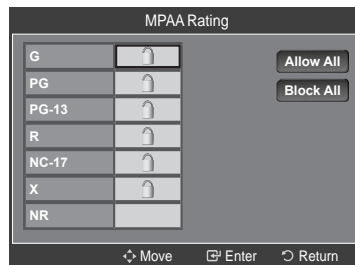 MPAA Rating
G
Allow All
PG
Block All
PG-13
R
NC-17
X
NR
Move Enter Return